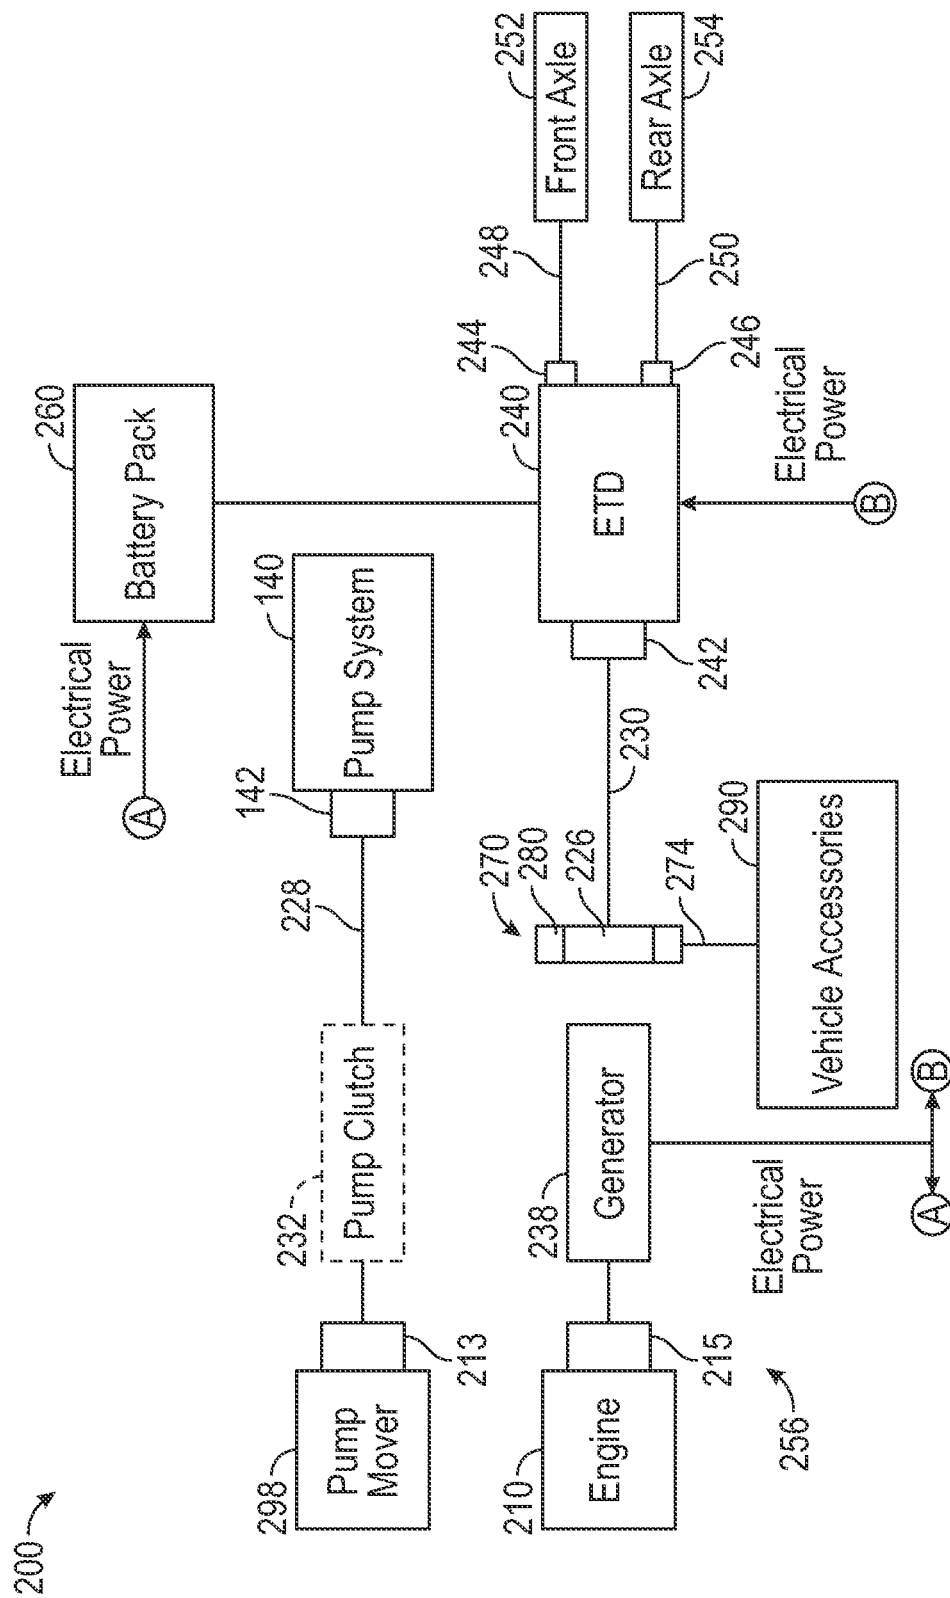 200
298
Pump
Mover
213
232
Pump Clutch
228
142
140
Pump System
A
Electrical
Power
260
Battery Pack
210
Engine
215
256
238
Generator
Electrical
Power
A
B
270
280
226
274
290
Vehicle Accessories
230
242
240
ETD
244
246
B
Electrical
Power
248
250
252
Front Axle
254
Rear Axle